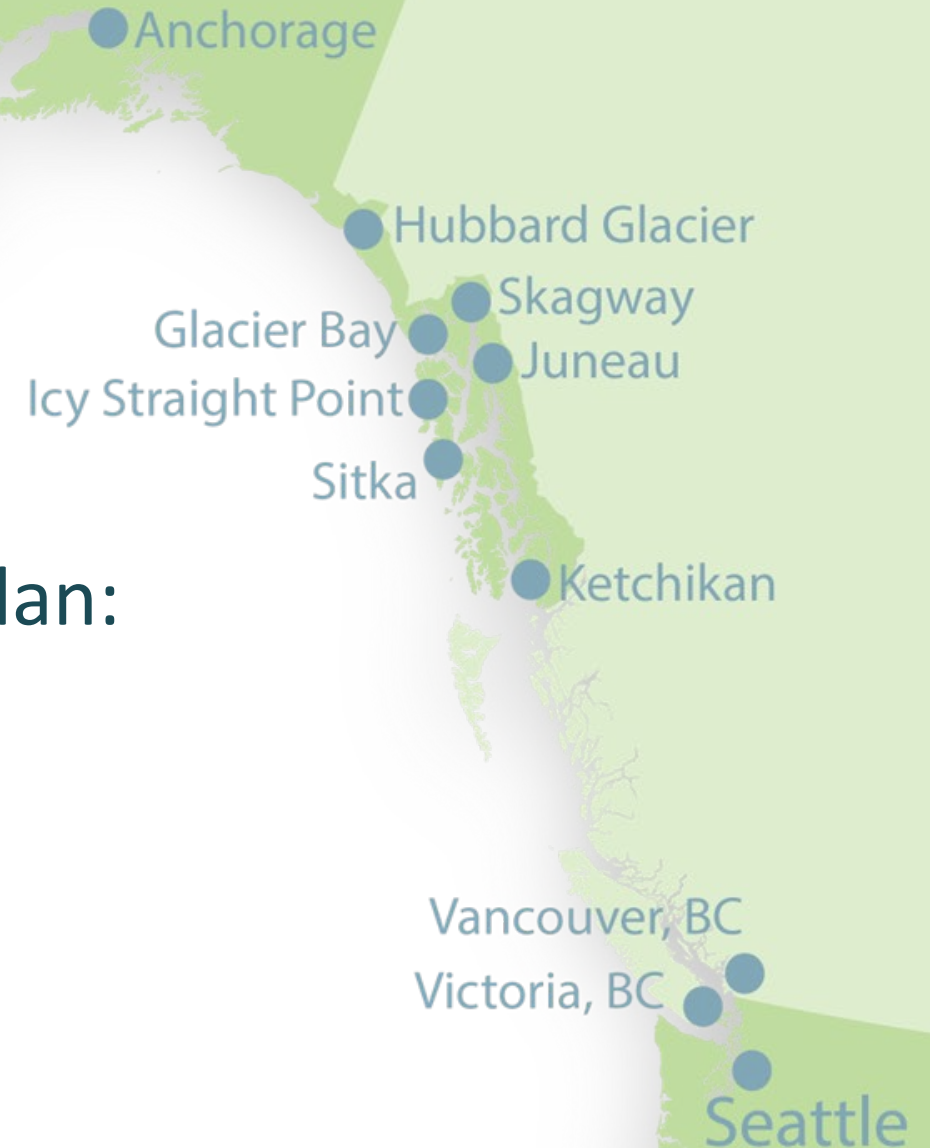 Anchorage
Hubbard Glacier
Skagway
Glacier Bay
Juneau
Icy Straight Point
Sitka
Ketchikan
lan:
Vancouver, BC
Victoria, BC
Seattle